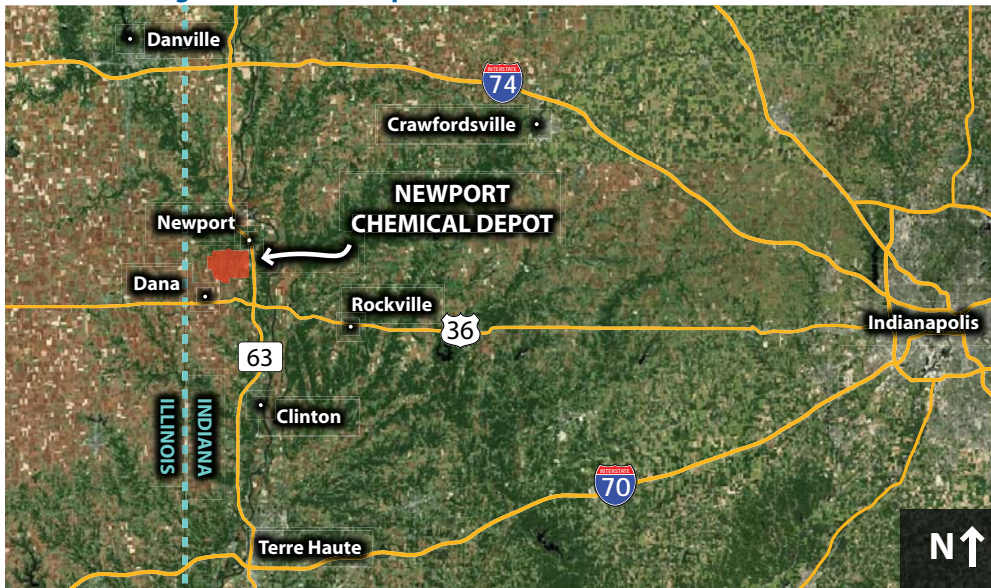 Danville
INTERSTATE
74
Crawfordsville
NEWPORT
CHEMICAL DEPOT
Newport
Dana
Rockville
36
Indianapolis
63
Clinton
ILLINOIS
INDIANA
INTERSTATE
70
Terre Haute
N